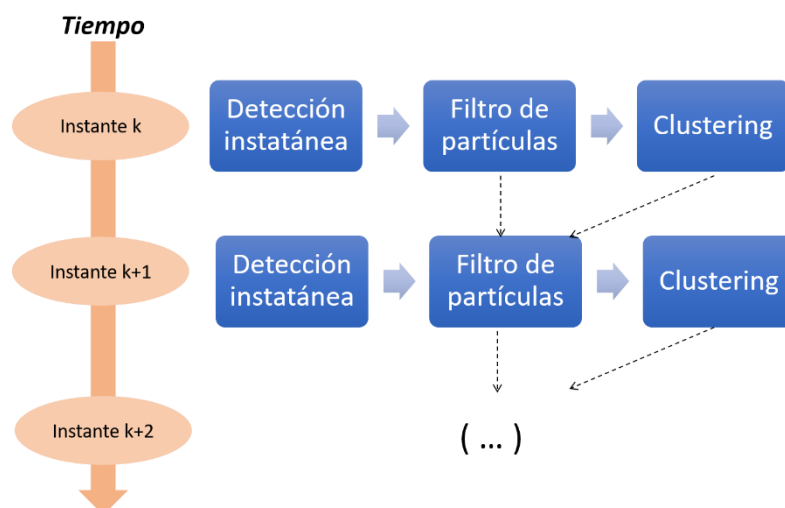 Tiempo
Instante k
Detección
instatánea
Filtro de
partículas
Clustering
Instante k+1
Detección
instatánea
Filtro de
partículas
Clustering
Instante k+2
( ... )